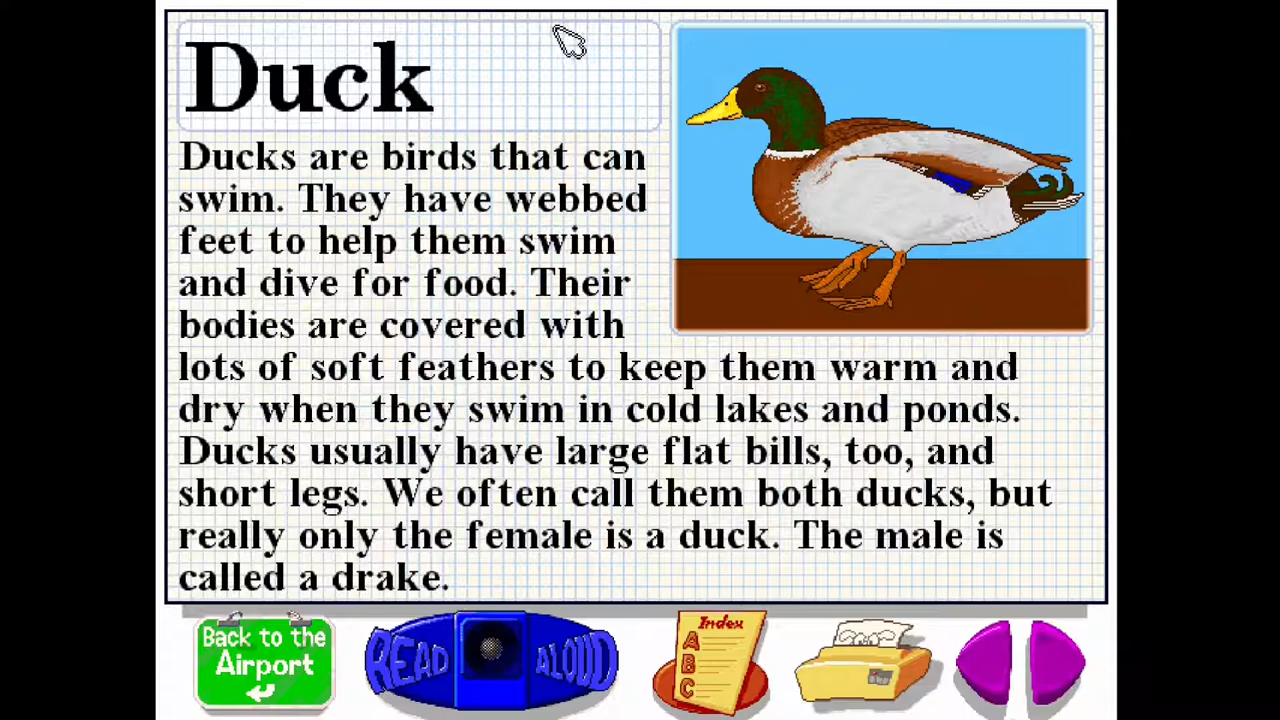 Duck
Ducks are birds that can
swim. They have webbed
feet to help them swim
and dive for food. Their
bodies are covered with
lots of soft feathers to keep them warm and
dry when they swim in cold lakes and ponds.
Ducks usually have large flat bills, too, and
short legs. We often call them both ducks, but
really only the female is a duck. The male is
called a drake.
Back to the
Airport
READ ALOUD
Index
A
B
C